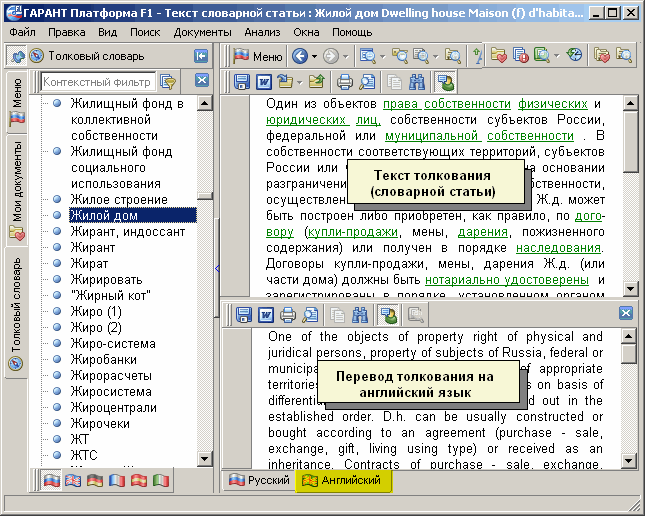 ГАРАНТ Платформа F1 - Текст словарной статьи : Жилой дом Dwelling house Maison (f) d'habita...
Файл Правка Вид Поиск Документы Анализ Окна Помощь
Толковый словарь
Меню
Меню
Мои документы
Толковый словарь
Контекстный фильтр
Жилищный фонд в
коллективной
собственности
Жилищный фонд
социального
использования
Жилое строение
Жилой дом
Жирант, индоссант
Жирант
Жират
Жирировать
"Жирный кот"
Жиро (1)
Жиро (2)
Жиро-система
Жиробанки
Жирорасчеты
Жиросистема
Жироцентрали
Жирочеки
ЖТ
ЖТС
Один из объектов права собственности физических и
юридических лиц, собственности субъектов России,
федеральной или муниципальной собственности . В
собственности соответствующих территорий, субъектов
России или на основании
разграничени бственности,
осуществлен Ж.д. может
быть построен либо приобретен, как правило, по дого-
вору (купли-продажи, мены, дарения, пожизненного
содержания) или получен в порядке наследования.
Договоры купли-продажи, мены, дарения Ж.д. (или
части дома) должны быть нотариально удостоверены и
зарегистрированы в порядке, установленном органом
Текст толкования
(словарной статьи)
One of the objects of property right of physical and
juridical persons, property of subjects of Russia, federal or
municipa of appropriate
territories s on basis of
differenti d out in the
established order. D.h. can be usually constructed or
bought according to an agreement (purchase - sale,
exchange, gift, living using type) or received as an
inheritance. Contracts of purchase - sale, exchange,
Перевод толкования на
английский язык
Русский
Английский